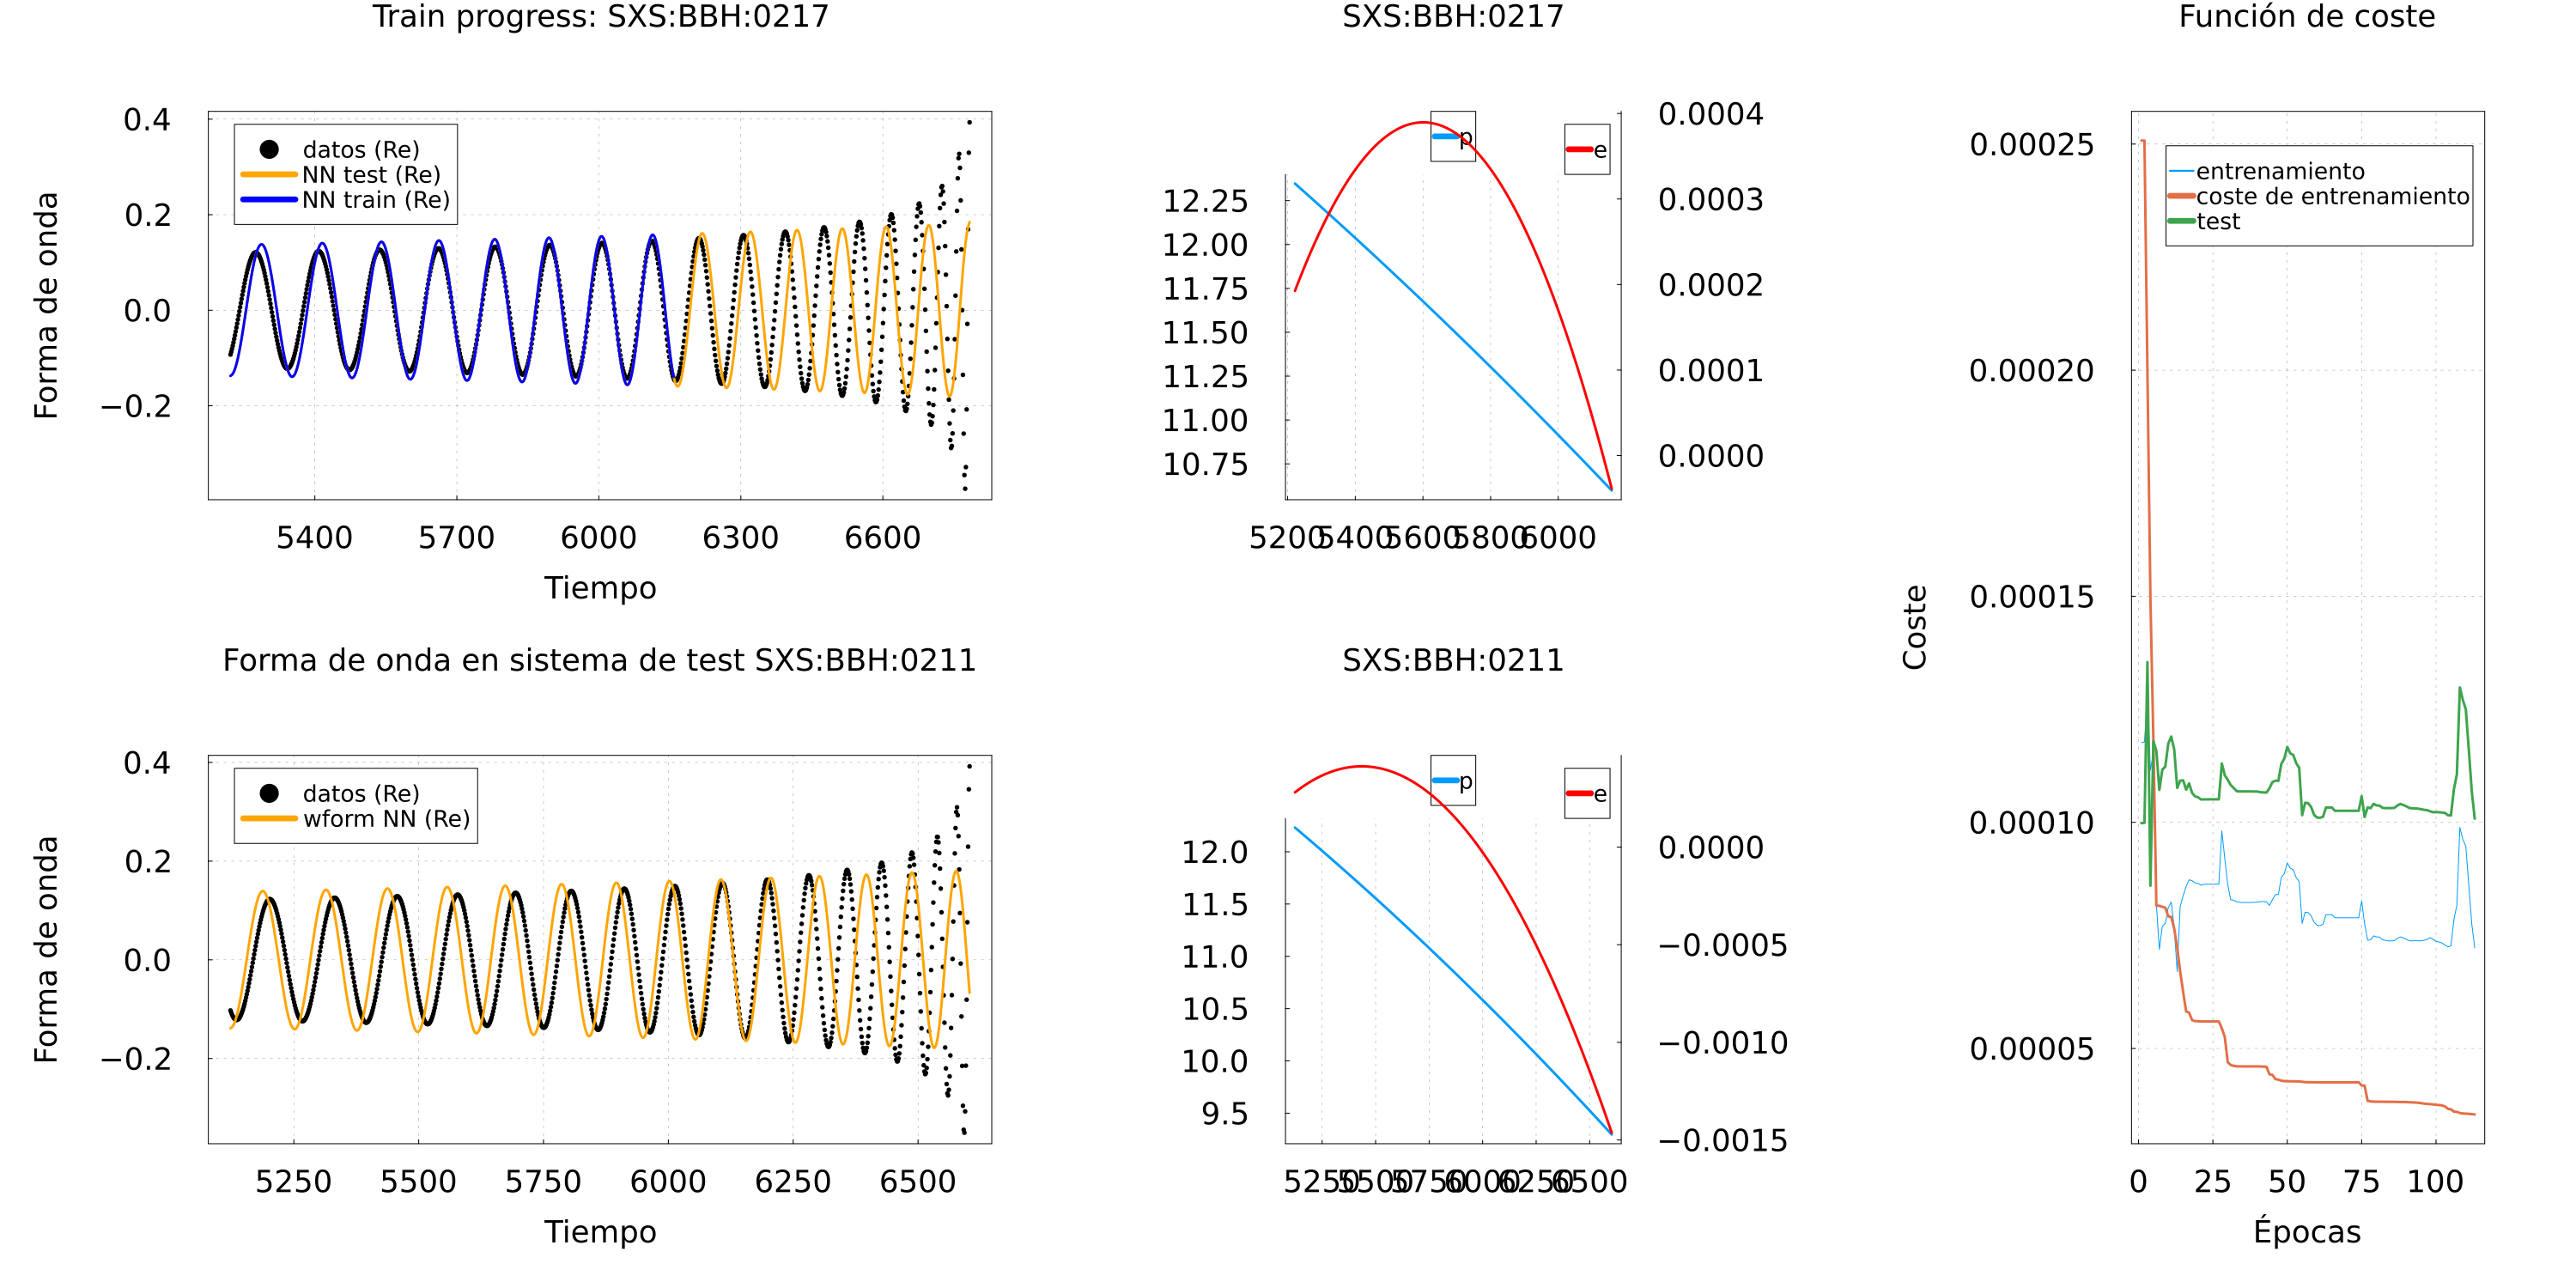 Train progress: SXS:BBH:0217
Forma de onda
0.4
0.2
0.0
−0.2
datos (Re)
NN test (Re)
NN train (Re)
5400 5700 6000 6300 6600
Tiempo
SXS:BBH:0217
12.25
12.00
11.75
11.50
11.25
11.00
10.75
p
e
0.0004
0.0003
0.0002
0.0001
0.0000
5200 5400 5600 5800 6000
Forma de onda en sistema de test SXS:BBH:0211
Forma de onda
0.4
0.2
0.0
−0.2
datos (Re)
wform NN (Re)
5250 5500 5750 6000 6250 6500
Tiempo
SXS:BBH:0211
12.0
11.5
11.0
10.5
10.0
9.5
p
e
0.0000
−0.0005
−0.0010
−0.0015
5250 5500 5750 6000 6250 6500
Función de coste
Coste
0.00025
0.00020
0.00015
0.00010
0.00005
entrenamiento
coste de entrenamiento
test
0 25 50 75 100
Épocas